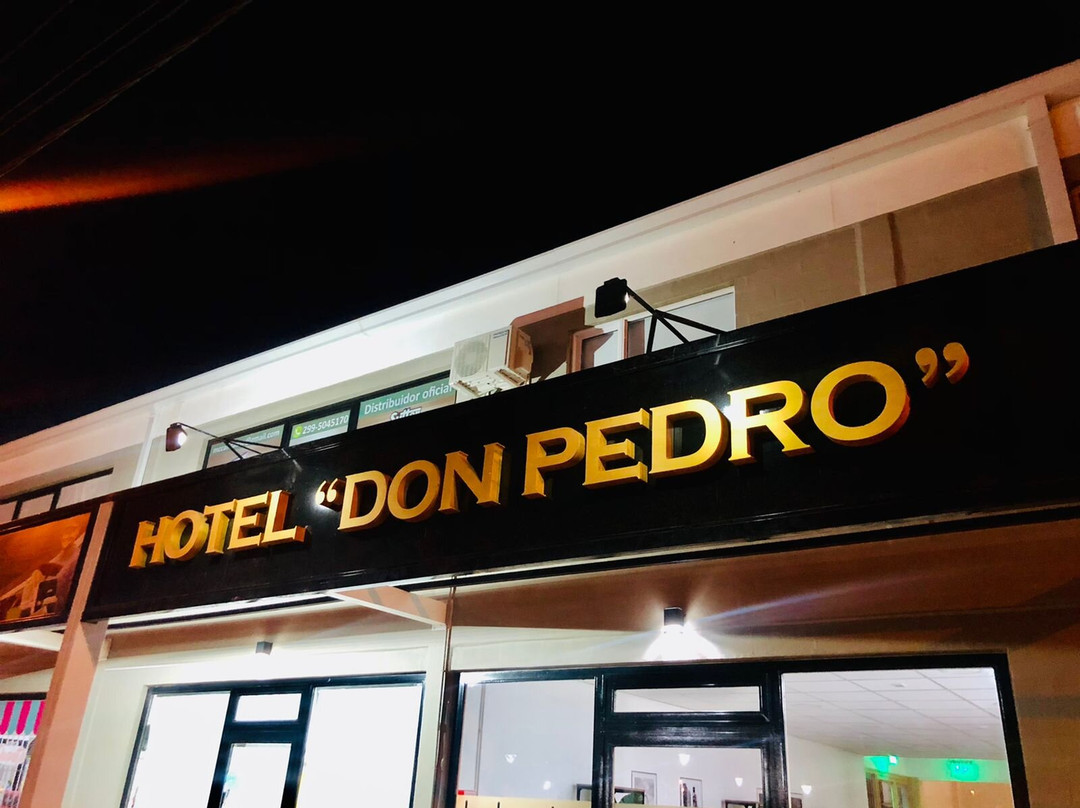 HOTEL “DON PEDRO”
Distribuidor oficial
299-5045170